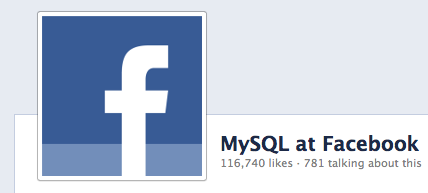 f
MySQL at Facebook
116,740 likes · 781 talking about this